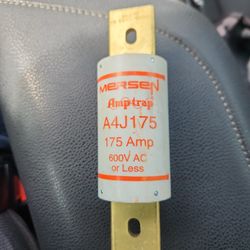 MERSEN
Amp-trap
A4J175
175 Amp
600V AC
or Less